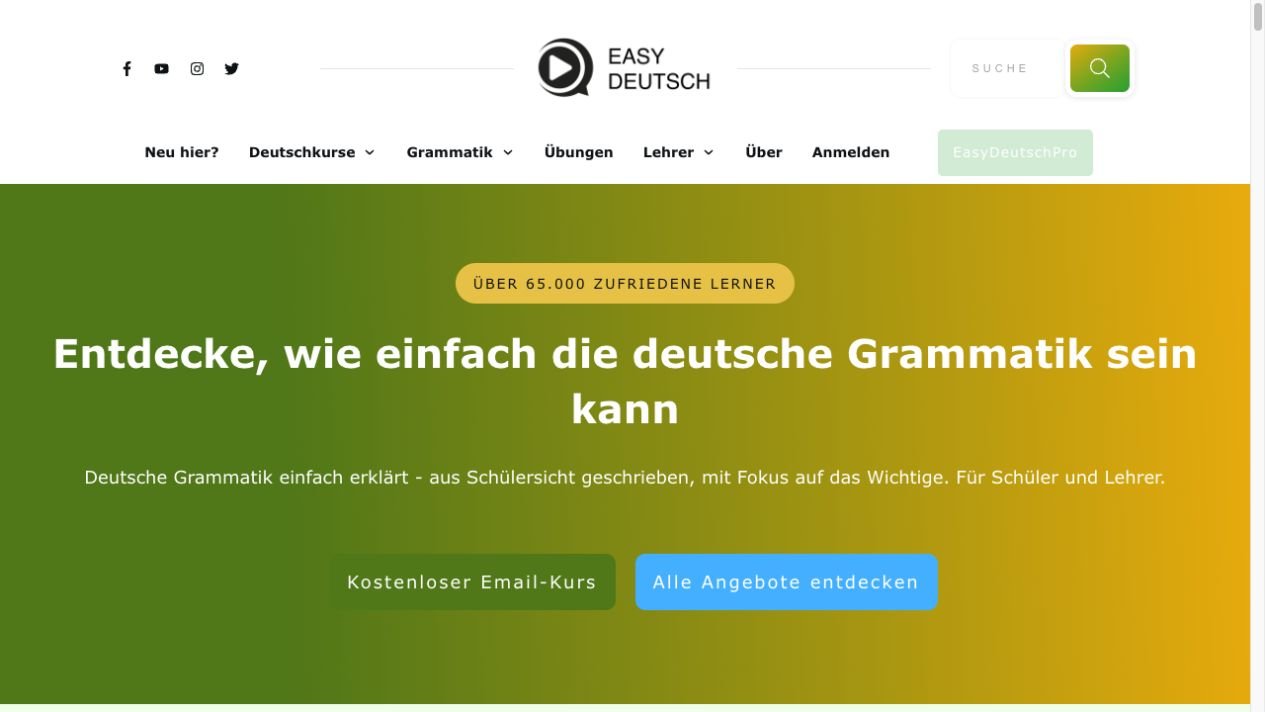 EASY
DEUTSCH
SUCHE
Neu hier?
Deutschkurse
Grammatik
Übungen
Lehrer
Über
Anmelden
EasyDeutschPro
ÜBER 65.000 ZUFRIEDENE LERNER
Entdecke, wie einfach die deutsche Grammatik sein
kann
Deutsche Grammatik einfach erklärt - aus Schülersicht geschrieben, mit Fokus auf das Wichtige. Für Schüler und Lehrer.
Kostenloser Email-Kurs
Alle Angebote entdecken